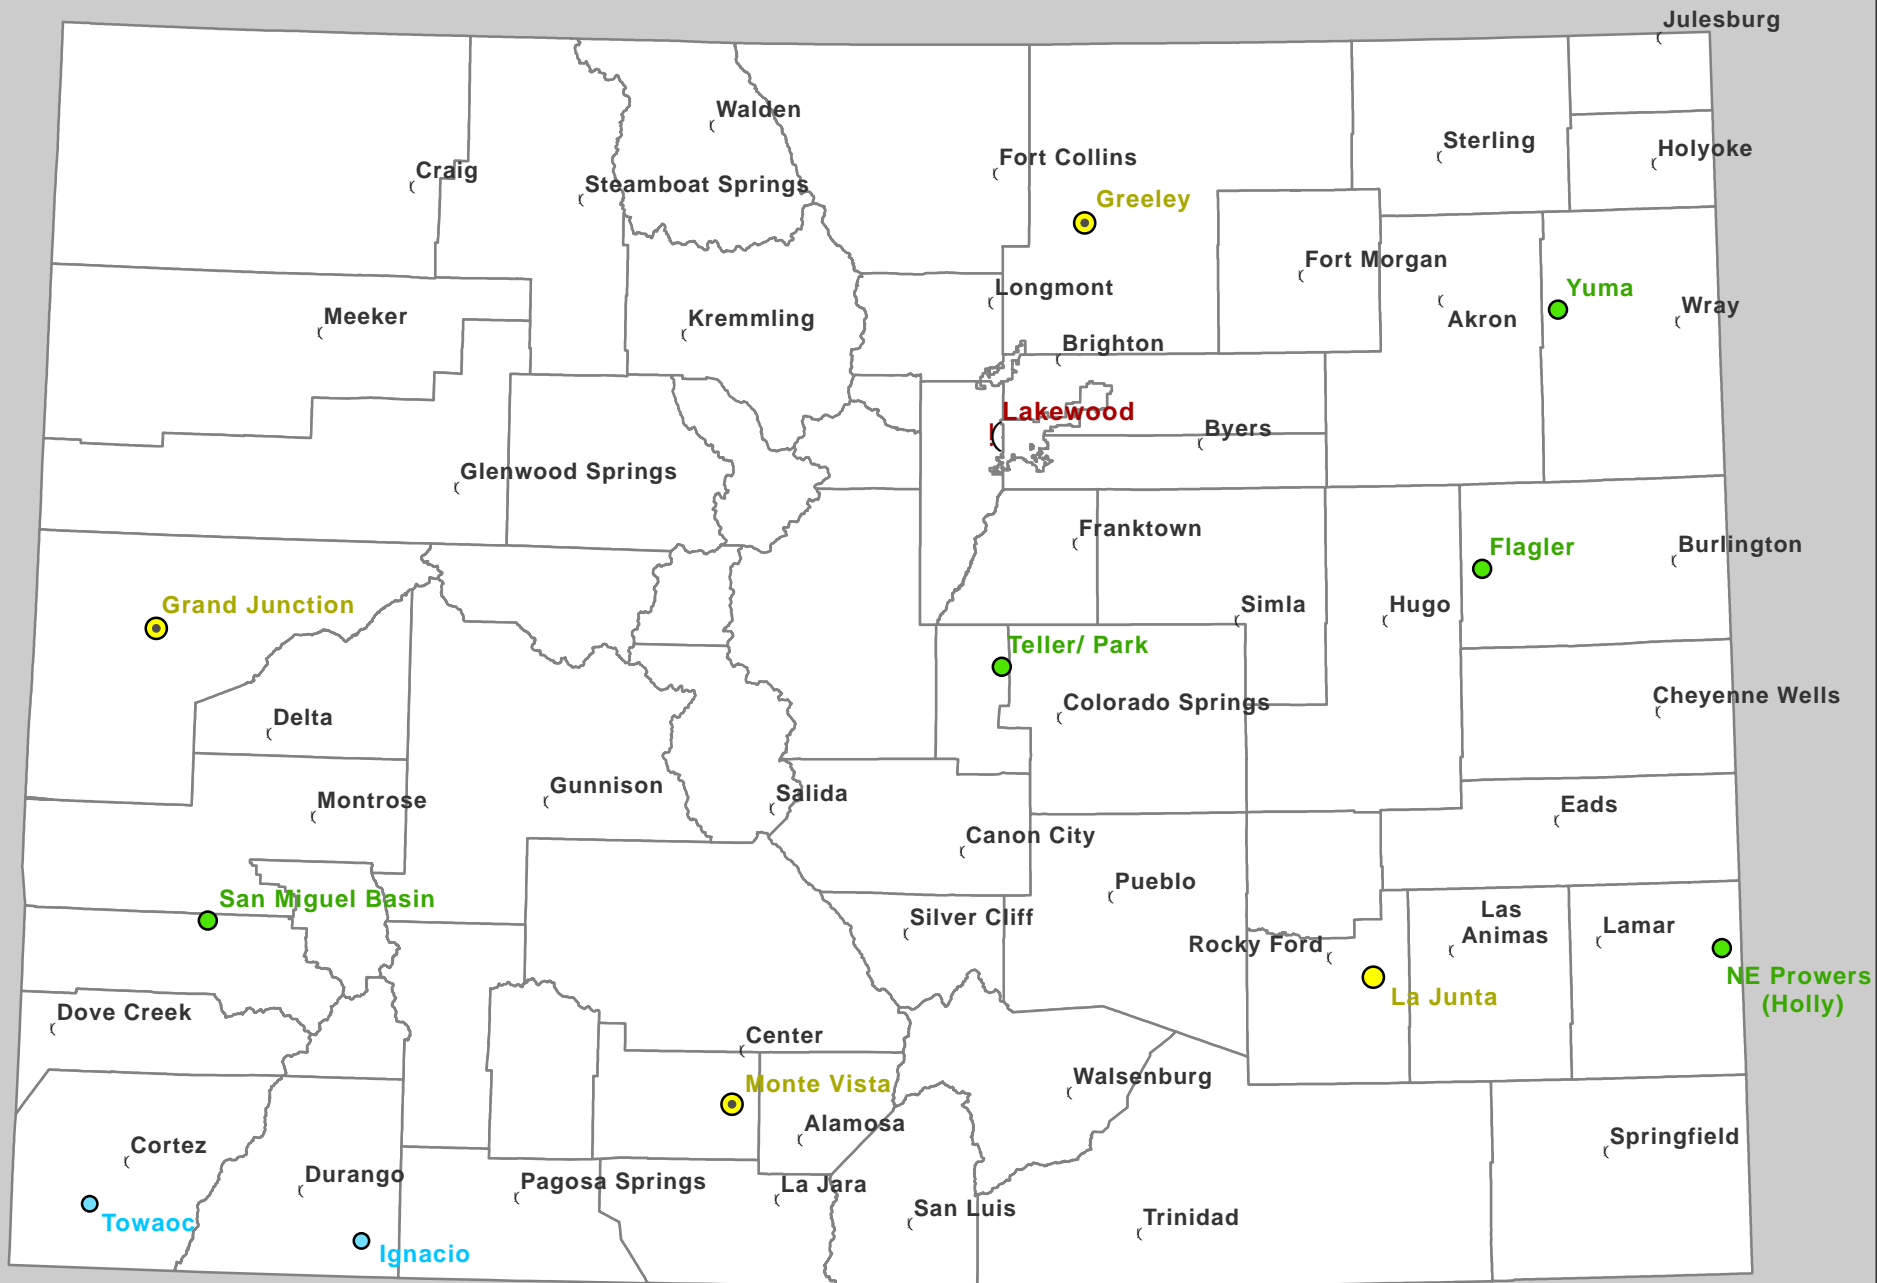 Julesburg
Walden
Sterling
Holyoke
Craig
Fort Collins
Steamboat Springs
Greeley
Fort Morgan
Longmont
Yuma
Wray
Meeker
Kremmling
Akron
Brighton
Lakewood
Byers
Glenwood Springs
Franktown
Flagler
Burlington
Grand Junction
Simla
Hugo
Teller/ Park
Colorado Springs
Cheyenne Wells
Delta
Gunnison
Salida
Montrose
Eads
Canon City
Pueblo
San Miguel Basin
Silver Cliff
Las
Animas
Lamar
Rocky Ford
NE Prowers
(Holly)
La Junta
Dove Creek
Center
Monte Vista
Walsenburg
Alamosa
Cortez
Springfield
Durango
Pagosa Springs
La Jara
San Luis
Trinidad
Towaoc
Ignacio